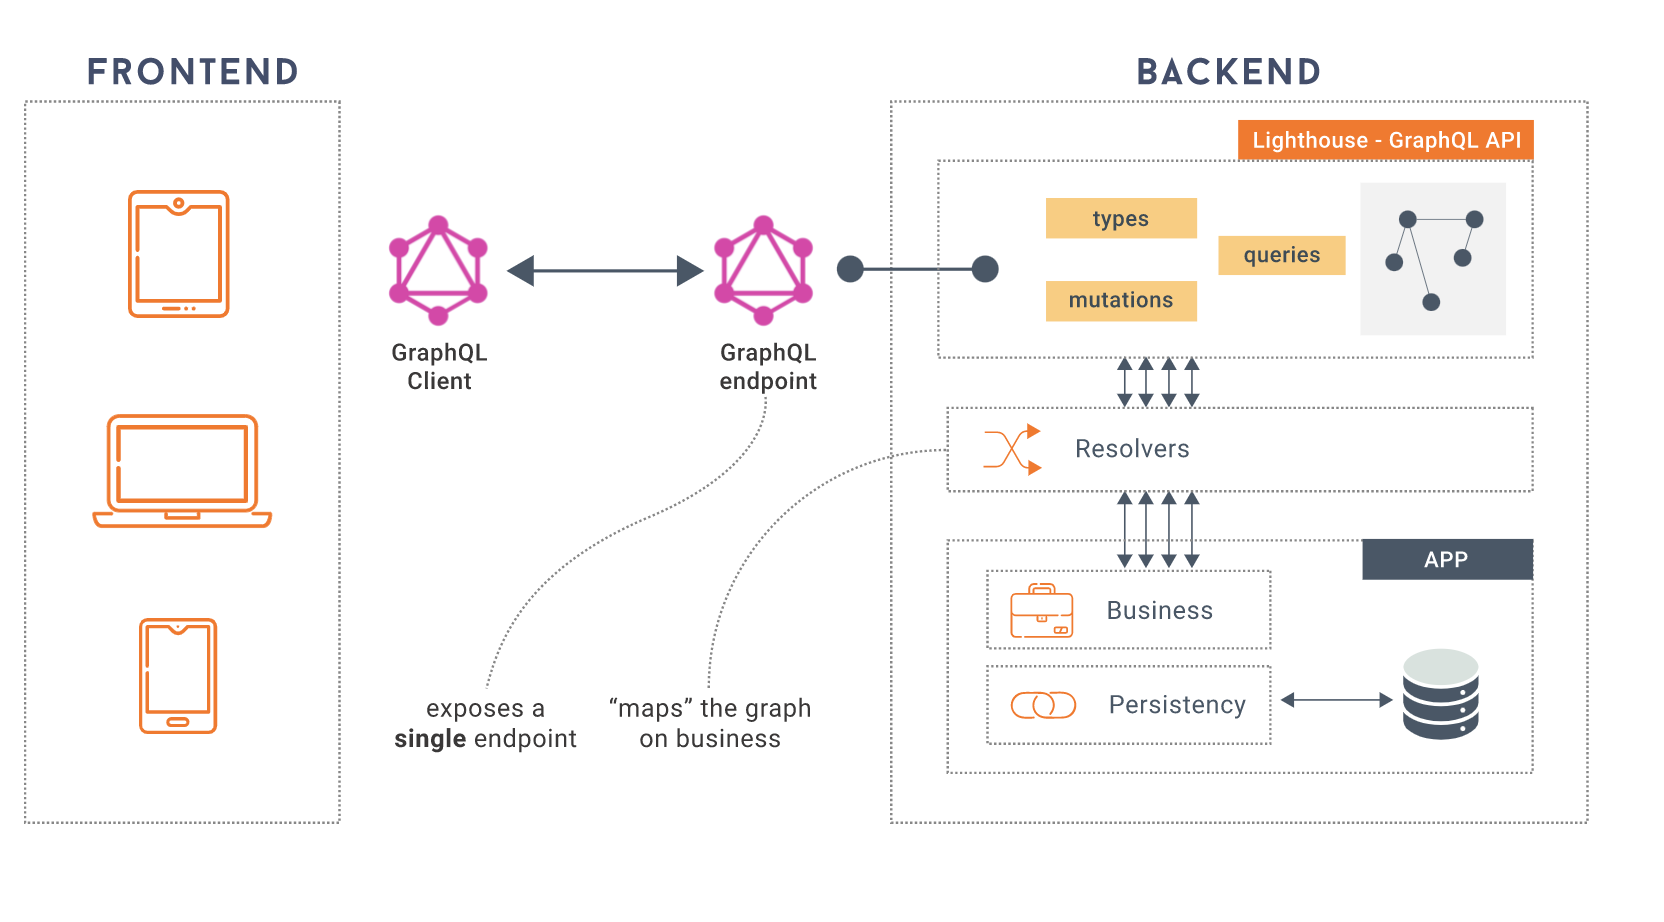 FRONTEND
BACKEND
Lighthouse - GraphQL API
types
queries
mutations
GraphQL
Client
GraphQL
endpoint
Resolvers
APP
Business
Persistency
exposes a
single endpoint
“maps” the graph
on business